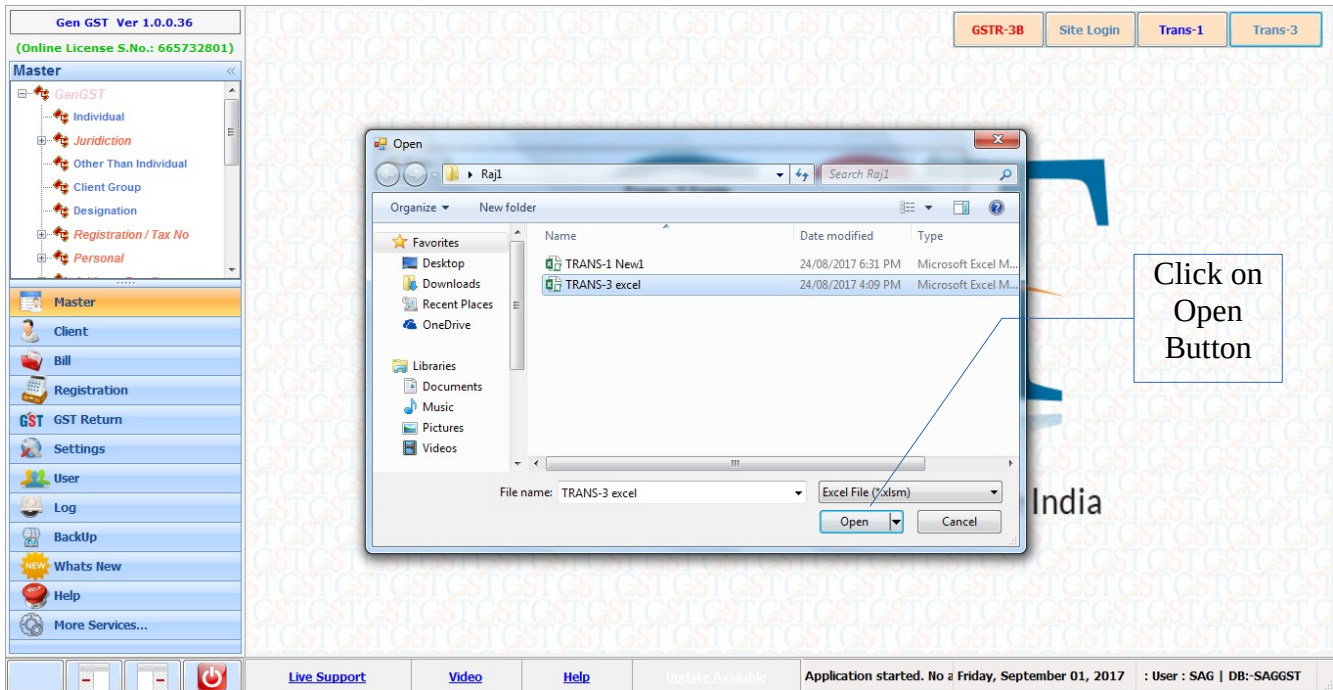 Gen GST Ver 1.0.0.36
(Online License S.No.: 665732801)
GSTR-3B
Site Login
Trans-1
Trans-3
Master
GenGST
Individual
Juridiction
Other Than Individual
Client Group
Designation
Registration / Tax No
Personal
Master
Client
Bill
Registration
GST GST Return
Settings
User
Log
BackUp
NEW Whats New
Help
More Services...
Open
Raj1
Search Raj1
Organize
New folder
Favorites
Desktop
Downloads
Recent Places
OneDrive
Libraries
Documents
Music
Pictures
Videos
Name Date modified Type
TRANS-1 New1 24/08/2017 6:31 PM Microsoft Excel M...
TRANS-3 excel 24/08/2017 4:09 PM Microsoft Excel M...
File name: TRANS-3 excel
Excel File (*.xlsm)
Open
Cancel
Click on
Open
Button
India
Live Support
Video
Help
Update Available
Application started. No a
Friday, September 01, 2017
: User : SAG | DB:-SAGGST